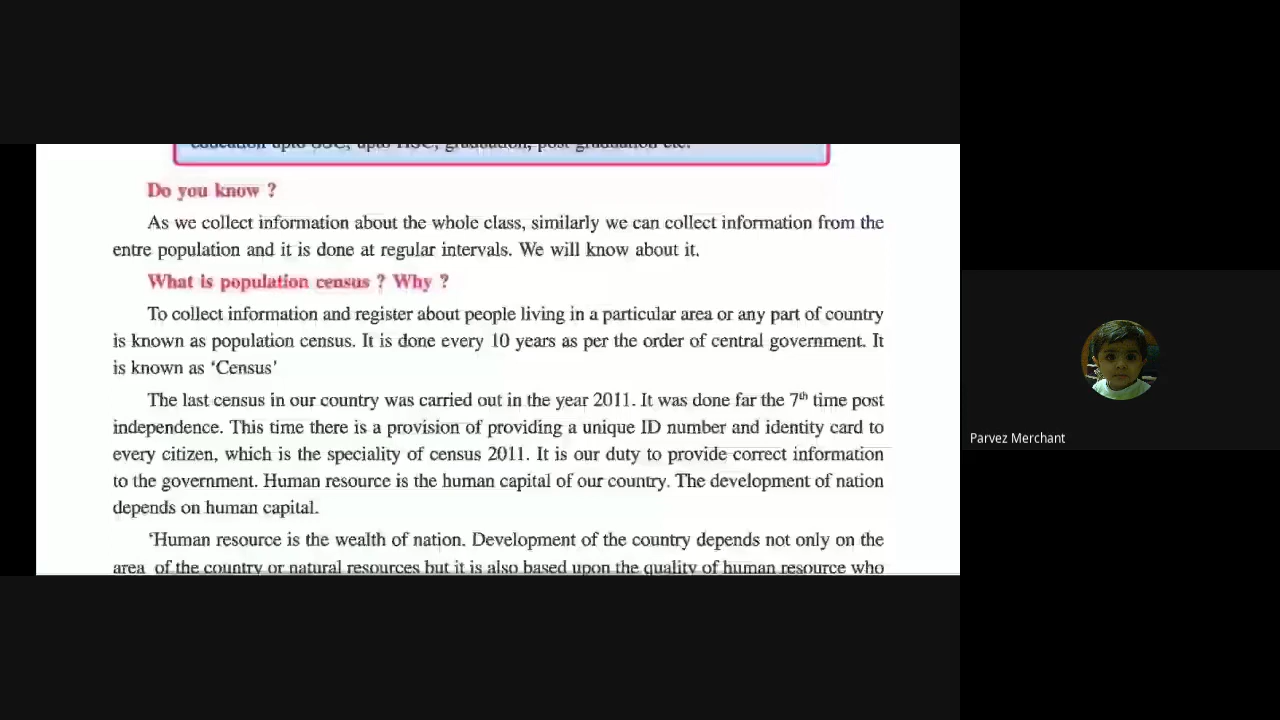 education upto SSC, upto HSC, graduation, post graduation etc.
Do you know ?
As we collect information about the whole class, similarly we can collect information from the
entre population and it is done at regular intervals. We will know about it.
What is population census ? Why ?
To collect information and register about people living in a particular area or any part of country
is known as population census. It is done every 10 years as per the order of central government. It
is known as ‘Census’
The last census in our country was carried out in the year 2011. It was done far the 7th time post
independence. This time there is a provision of providing a unique ID number and identity card to
every citizen, which is the speciality of census 2011. It is our duty to provide correct information
to the government. Human resource is the human capital of our country. The development of nation
depends on human capital.
‘Human resource is the wealth of nation. Development of the country depends not only on the
area of the country or natural resources but it is also based upon the quality of human resource who
Parvez Merchant